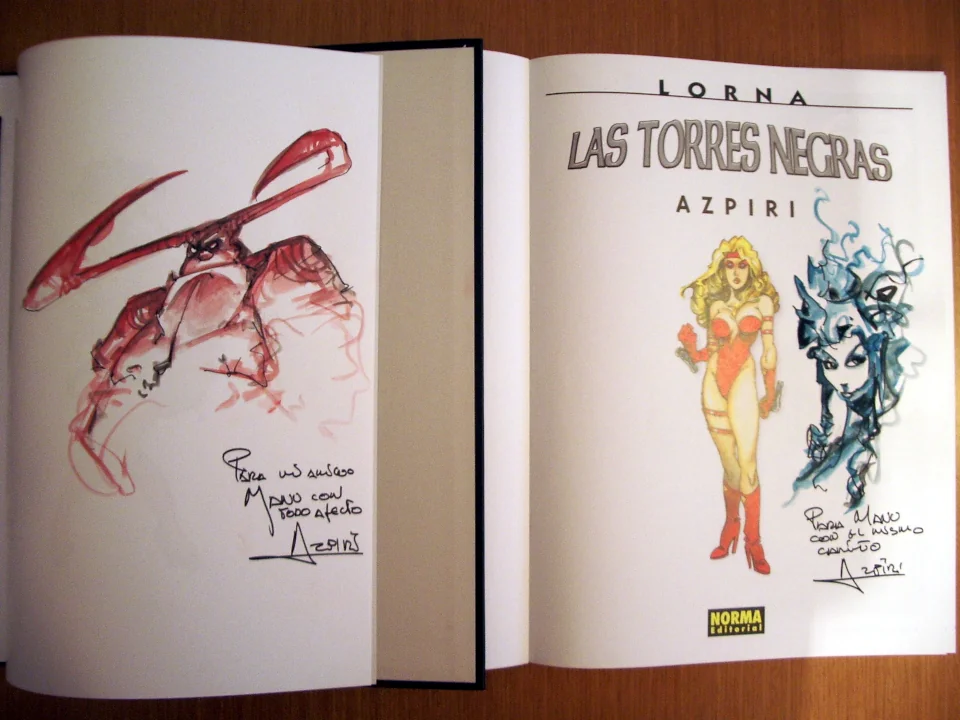 Para mi amigo
Manu con
todo afecto
Azpiri
LORNA
LAS TORRES NEGRAS
AZPIRI
Para Manu
con el mismo
cariño
Azpiri
NORMA
Editorial